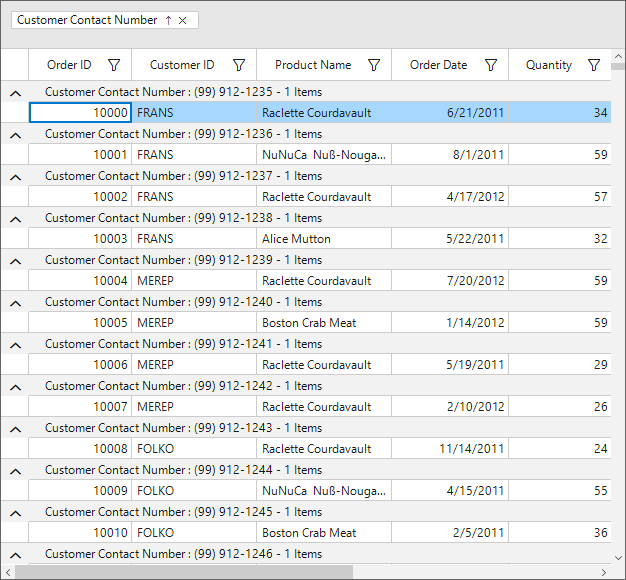 Customer Contact Number
Order ID Customer ID Product Name Order Date Quantity
Customer Contact Number : (99) 912-1235 - 1 Items
10000 FRANS Raclette Courdavault 6/21/2011 34
Customer Contact Number : (99) 912-1236 - 1 Items
10001 FRANS NuNuCa Nuß-Nouga... 8/1/2011 59
Customer Contact Number : (99) 912-1237 - 1 Items
10002 FRANS Raclette Courdavault 4/17/2012 57
Customer Contact Number : (99) 912-1238 - 1 Items
10003 FRANS Alice Mutton 5/22/2011 32
Customer Contact Number : (99) 912-1239 - 1 Items
10004 MEREP Raclette Courdavault 7/20/2012 59
Customer Contact Number : (99) 912-1240 - 1 Items
10005 MEREP Boston Crab Meat 1/14/2012 59
Customer Contact Number : (99) 912-1241 - 1 Items
10006 MEREP Raclette Courdavault 5/19/2011 29
Customer Contact Number : (99) 912-1242 - 1 Items
10007 MEREP Raclette Courdavault 2/10/2012 26
Customer Contact Number : (99) 912-1243 - 1 Items
10008 FOLKO Raclette Courdavault 11/14/2011 24
Customer Contact Number : (99) 912-1244 - 1 Items
10009 FOLKO NuNuCa Nuß-Nouga... 4/15/2011 55
Customer Contact Number : (99) 912-1245 - 1 Items
10010 FOLKO Boston Crab Meat 2/5/2011 36
Customer Contact Number : (99) 912-1246 - 1 Items